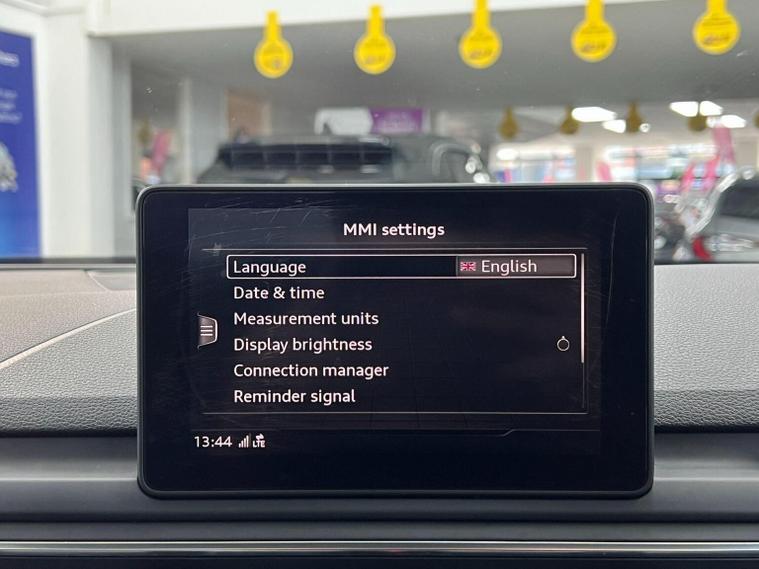 MMI settings
Language English
Date & time
Measurement units
Display brightness
Connection manager
Reminder signal
13:44 LTE